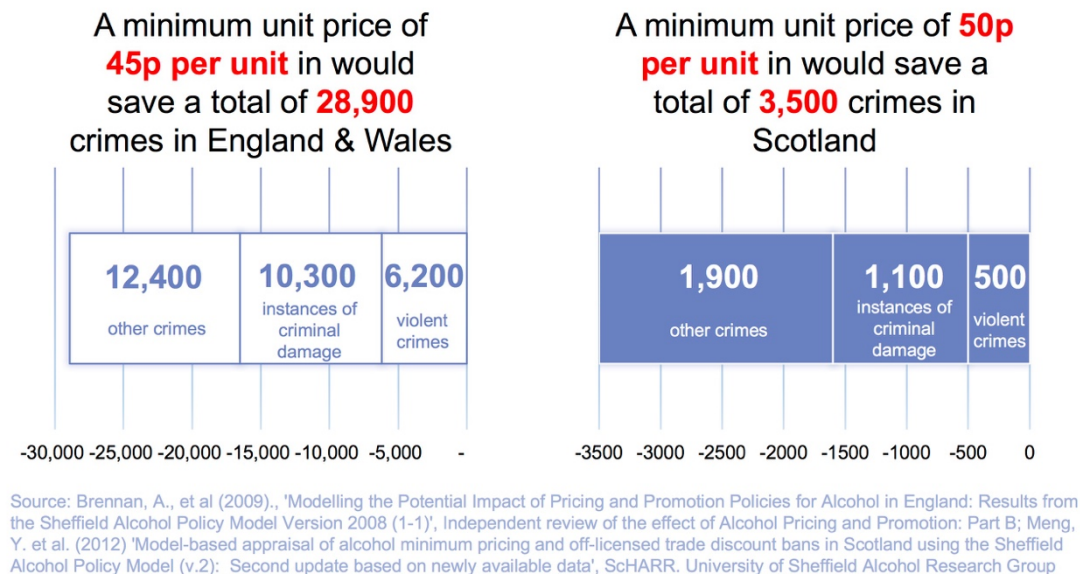 A minimum unit price of
45p per unit in would
save a total of 28,900
crimes in England & Wales
12,400
other crimes
10,300
instances of
criminal
damage
6,200
violent
crimes
-30,000 -25,000 -20,000 -15,000 -10,000 -5,000 -
A minimum unit price of 50p
per unit in would save a
total of 3,500 crimes in
Scotland
1,900
other crimes
1,100
instances of
criminal
damage
500
violent
crimes
-3500 -3000 -2500 -2000 -1500 -1000 -500 0
Source: Brennan, A., et al (2009)., 'Modelling the Potential Impact of Pricing and Promotion Policies for Alcohol in England: Results from
the Sheffield Alcohol Policy Model Version 2008 (1-1)', Independent review of the effect of Alcohol Pricing and Promotion: Part B; Meng,
Y. et al. (2012) 'Model-based appraisal of alcohol minimum pricing and off-licensed trade discount bans in Scotland using the Sheffield
Alcohol Policy Model (v.2):  Second update based on newly available data', ScHARR. University of Sheffield Alcohol Research Group